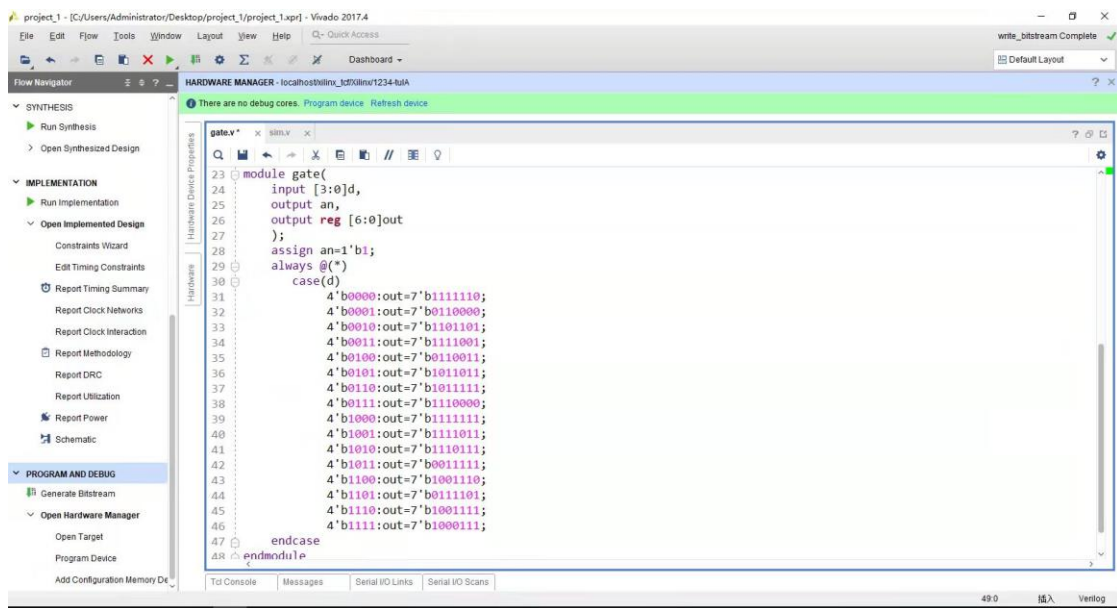 project_1 - [C:/Users/Administrator/Desktop/project_1/project_1.xpr] - Vivado 2017.4
File Edit Flow Tools Window Layout View Help Q- Quick Access
write_bitstream Complete
Dashboard
Default Layout
Flow Navigator
HARDWARE MANAGER - localhost/xilinx_tcf/Xilinx/1234-tulA
There are no debug cores. Program device Refresh device
SYNTHESIS
Run Synthesis
Open Synthesized Design
IMPLEMENTATION
Run Implementation
Open Implemented Design
Constraints Wizard
Edit Timing Constraints
Report Timing Summary
Report Clock Networks
Report Clock Interaction
Report Methodology
Report DRC
Report Utilization
Report Power
Schematic
PROGRAM AND DEBUG
Generate Bitstream
Open Hardware Manager
Open Target
Program Device
Add Configuration Memory De
Hardware Device Properties
Hardware
gate.v * x sim.v x
23 module gate(
24 input [3:0]d,
25 output an,
26 output reg [6:0]out
27 );
28 assign an=1'b1;
29 always @(*)
30 case(d)
31 4'b0000:out=7'b1111110;
32 4'b0001:out=7'b0110000;
33 4'b0010:out=7'b1101101;
34 4'b0011:out=7'b1111001;
35 4'b0100:out=7'b0110011;
36 4'b0101:out=7'b1011011;
37 4'b0110:out=7'b1011111;
38 4'b0111:out=7'b1110000;
39 4'b1000:out=7'b1111111;
40 4'b1001:out=7'b1111011;
41 4'b1010:out=7'b1110111;
42 4'b1011:out=7'b0011111;
43 4'b1100:out=7'b1001110;
44 4'b1101:out=7'b0111101;
45 4'b1110:out=7'b1001111;
46 4'b1111:out=7'b1000111;
47 endcase
48 endmodule
Tcl Console Messages Serial I/O Links Serial I/O Scans
49:0 插入 Verilog